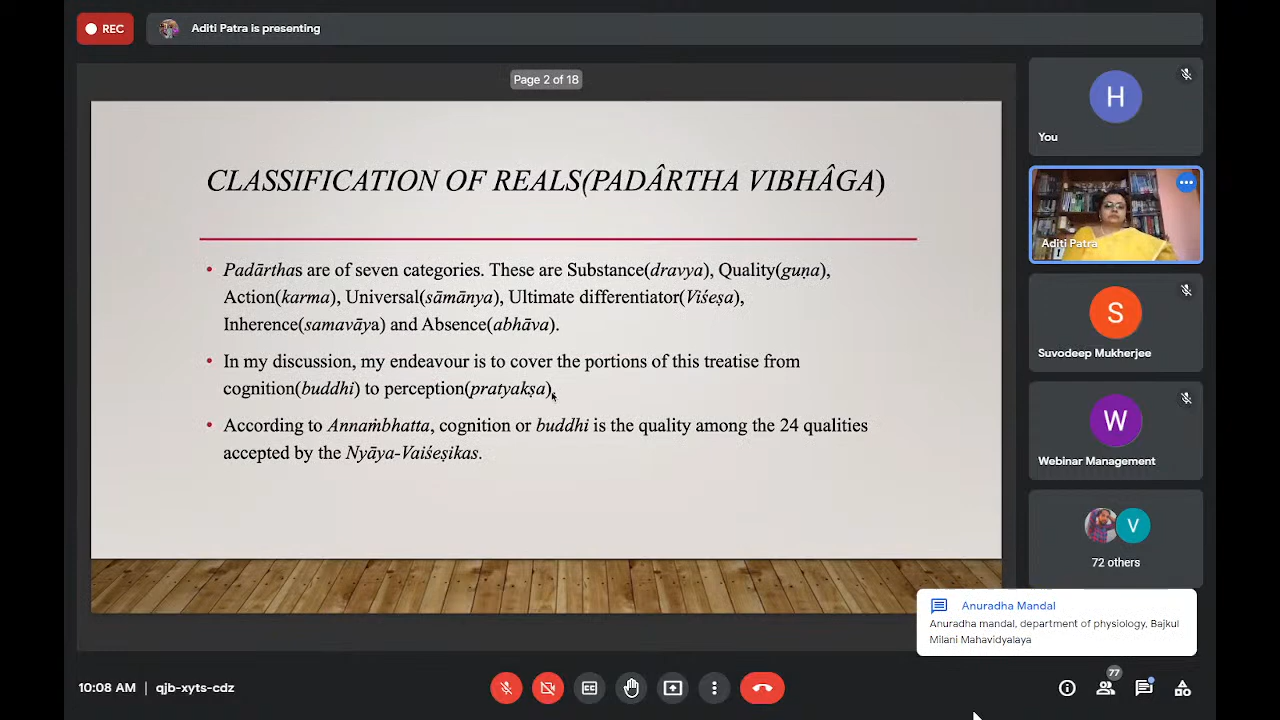 REC
Aditi Patra is presenting
Page 2 of 18
CLASSIFICATION OF REALS(PADÂRTHA VIBHÂGA)
• Padārthas are of seven categories. These are Substance(dravya), Quality(guṇa),
Action(karma), Universal(sāmānya), Ultimate differentiator(Viśeṣa),
Inherence(samavāya) and Absence(abhāva).
• In my discussion, my endeavour is to cover the portions of this treatise from
cognition(buddhi) to perception(pratyakṣa),
• According to Annaṁbhatta, cognition or buddhi is the quality among the 24 qualities
accepted by the Nyāya-Vaiśeṣikas.
H
You
Aditi Patra
S
Suvodeep Mukherjee
W
Webinar Management
V
72 others
Anuradha Mandal
Anuradha mandal, department of physiology, Bajkul
Milani Mahavidyalaya
10:08 AM | qjb-xyts-cdz
CC
77